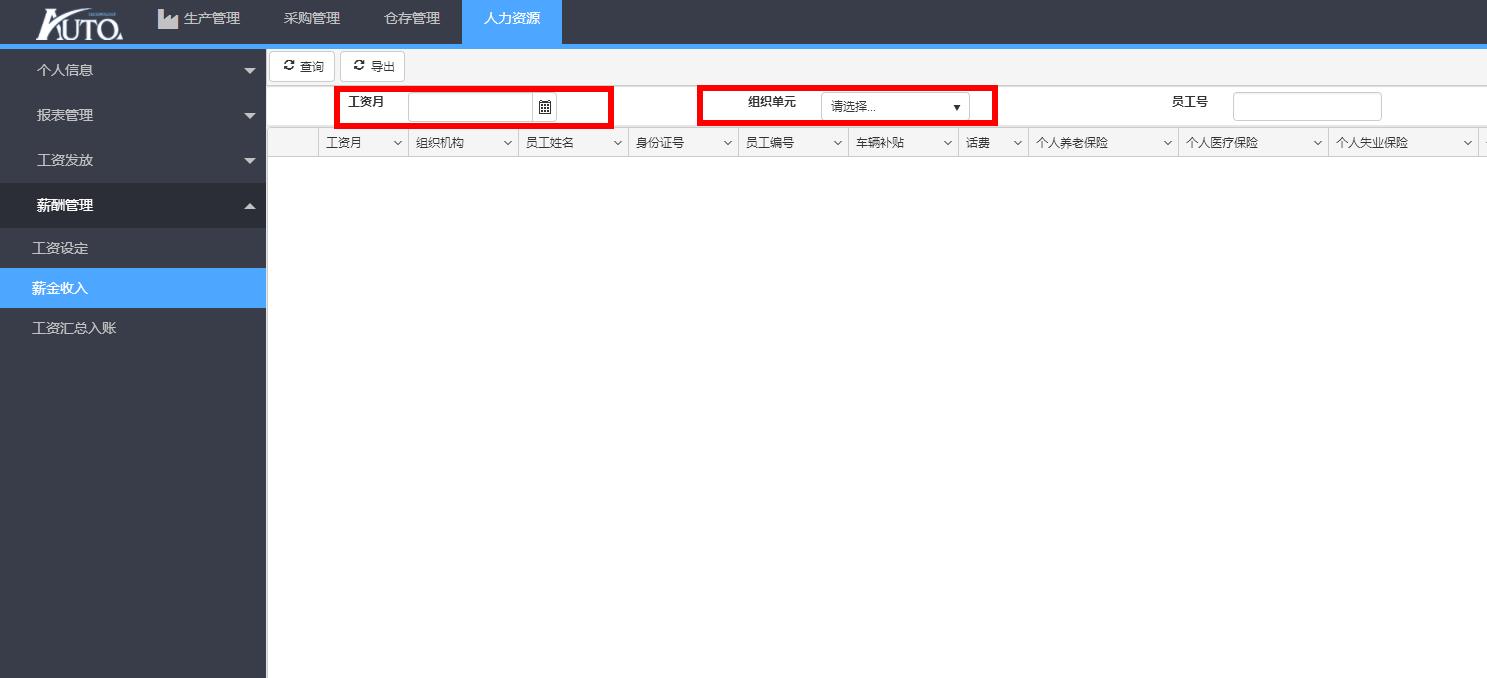 AUTO.
生产管理 采购管理 仓存管理 人力资源
个人信息
报表管理
工资发放
薪酬管理
工资设定
薪金收入
工资汇总入账
查询 导出
工资月 组织单元 请选择... 员工号
工资月 组织机构 员工姓名 身份证号 员工编号 车辆补贴 话费 个人养老保险 个人医疗保险 个人失业保险